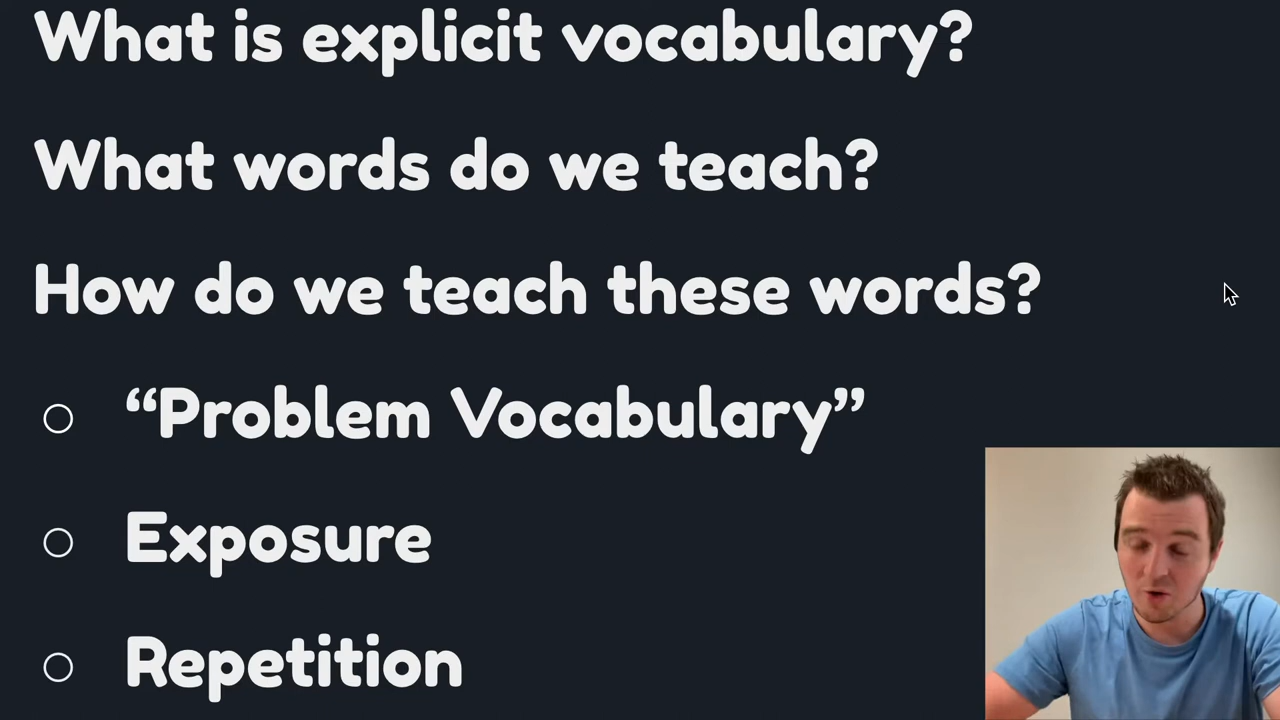 What is explicit vocabulary?
What words do we teach?
How do we teach these words?
○ “Problem Vocabulary”
○ Exposure
○ Repetition